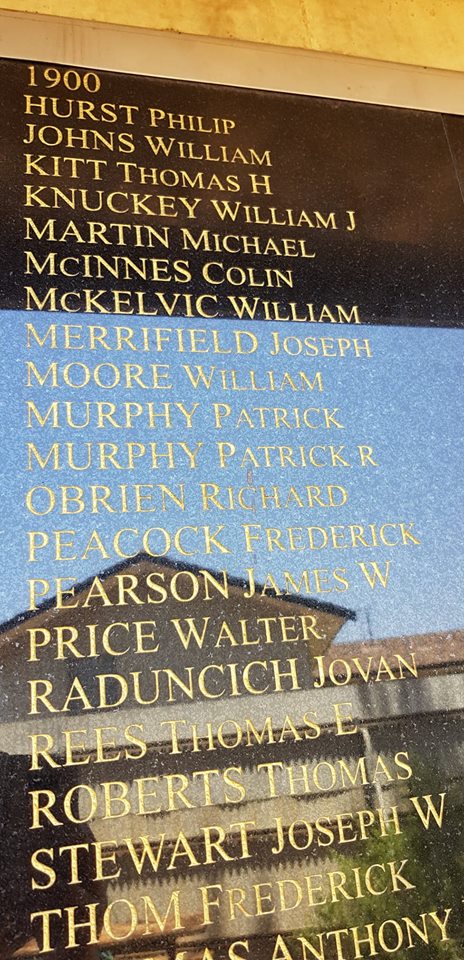 1900
HURST PHILIP
JOHNS WILLIAM
KITT THOMAS H
KNUCKEY WILLIAM J
MARTIN MICHAEL
MCINNES COLIN
MCKELVIC WILLIAM
MERRIFIELD JOSEPH
MOORE WILLIAM
MURPHY PATRICK
MURPHY PATRICK R
OBRIEN RICHARD
PEACOCK FREDERICK
PEARSON JAMES W
PRICE WALTER
RADUNCICH JOVAN
REES THOMAS E
ROBERTS THOMAS
STEWART JOSEPH W
THOM FREDERICK
ANTHONY